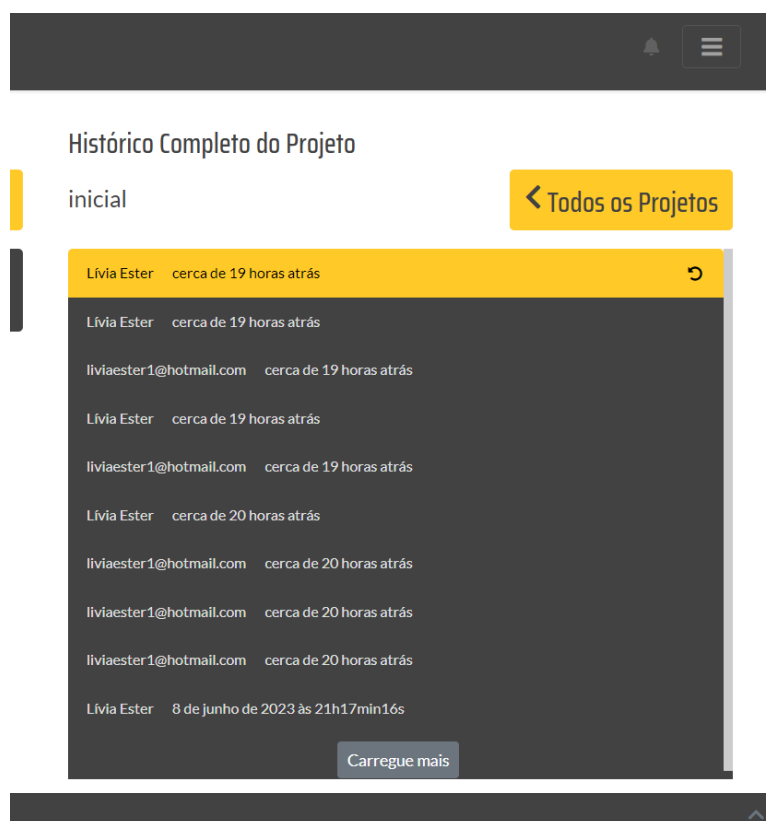 Histórico Completo do Projeto
inicial
Todos os Projetos
Lívia Ester cerca de 19 horas atrás
Lívia Ester cerca de 19 horas atrás
liviaester1@hotmail.com cerca de 19 horas atrás
Lívia Ester cerca de 19 horas atrás
liviaester1@hotmail.com cerca de 19 horas atrás
Lívia Ester cerca de 20 horas atrás
liviaester1@hotmail.com cerca de 20 horas atrás
liviaester1@hotmail.com cerca de 20 horas atrás
liviaester1@hotmail.com cerca de 20 horas atrás
Lívia Ester 8 de junho de 2023 às 21h17min16s
Carregue mais